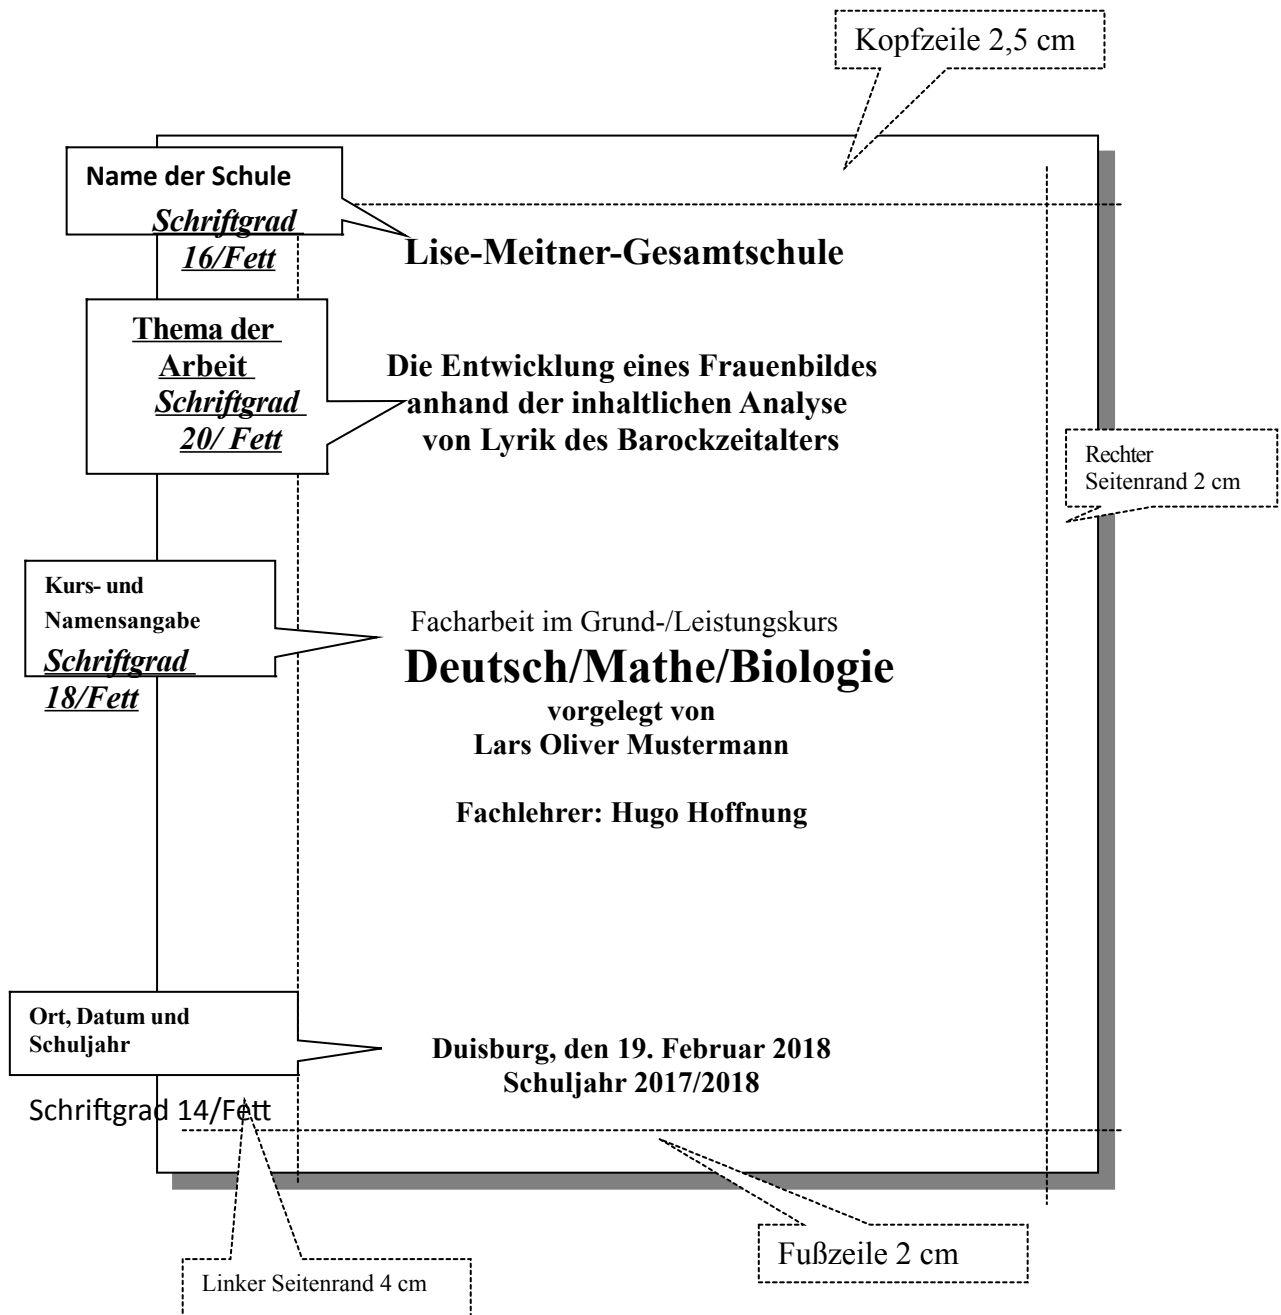 Kopfzeile 2,5 cm
Name der Schule
Schriftgrad
16/Fett
Lise-Meitner-Gesamtschule
Thema der
Arbeit
Schriftgrad
20/ Fett
Die Entwicklung eines Frauenbildes
anhand der inhaltlichen Analyse
von Lyrik des Barockzeitalters
Rechter
Seitenrand 2 cm
Kurs- und
Namensangabe
Schriftgrad
18/Fett
Facharbeit im Grund-/Leistungskurs
Deutsch/Mathe/Biologie
vorgelegt von
Lars Oliver Mustermann
Fachlehrer: Hugo Hoffnung
Ort, Datum und
Schuljahr
Schriftgrad 14/Fett
Duisburg, den 19. Februar 2018
Schuljahr 2017/2018
Linker Seitenrand 4 cm
Fußzeile 2 cm